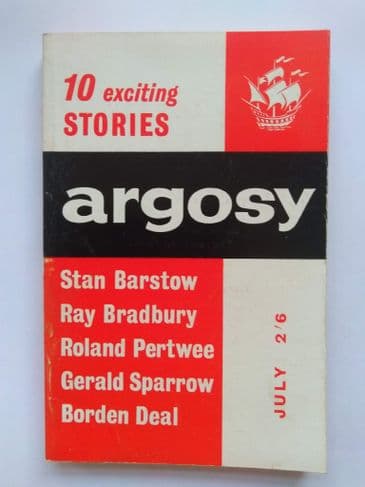 10 exciting
STORIES
argosy
Stan Barstow
Ray Bradbury
Roland Pertwee
Gerald Sparrow
Borden Deal
JULY 2/6